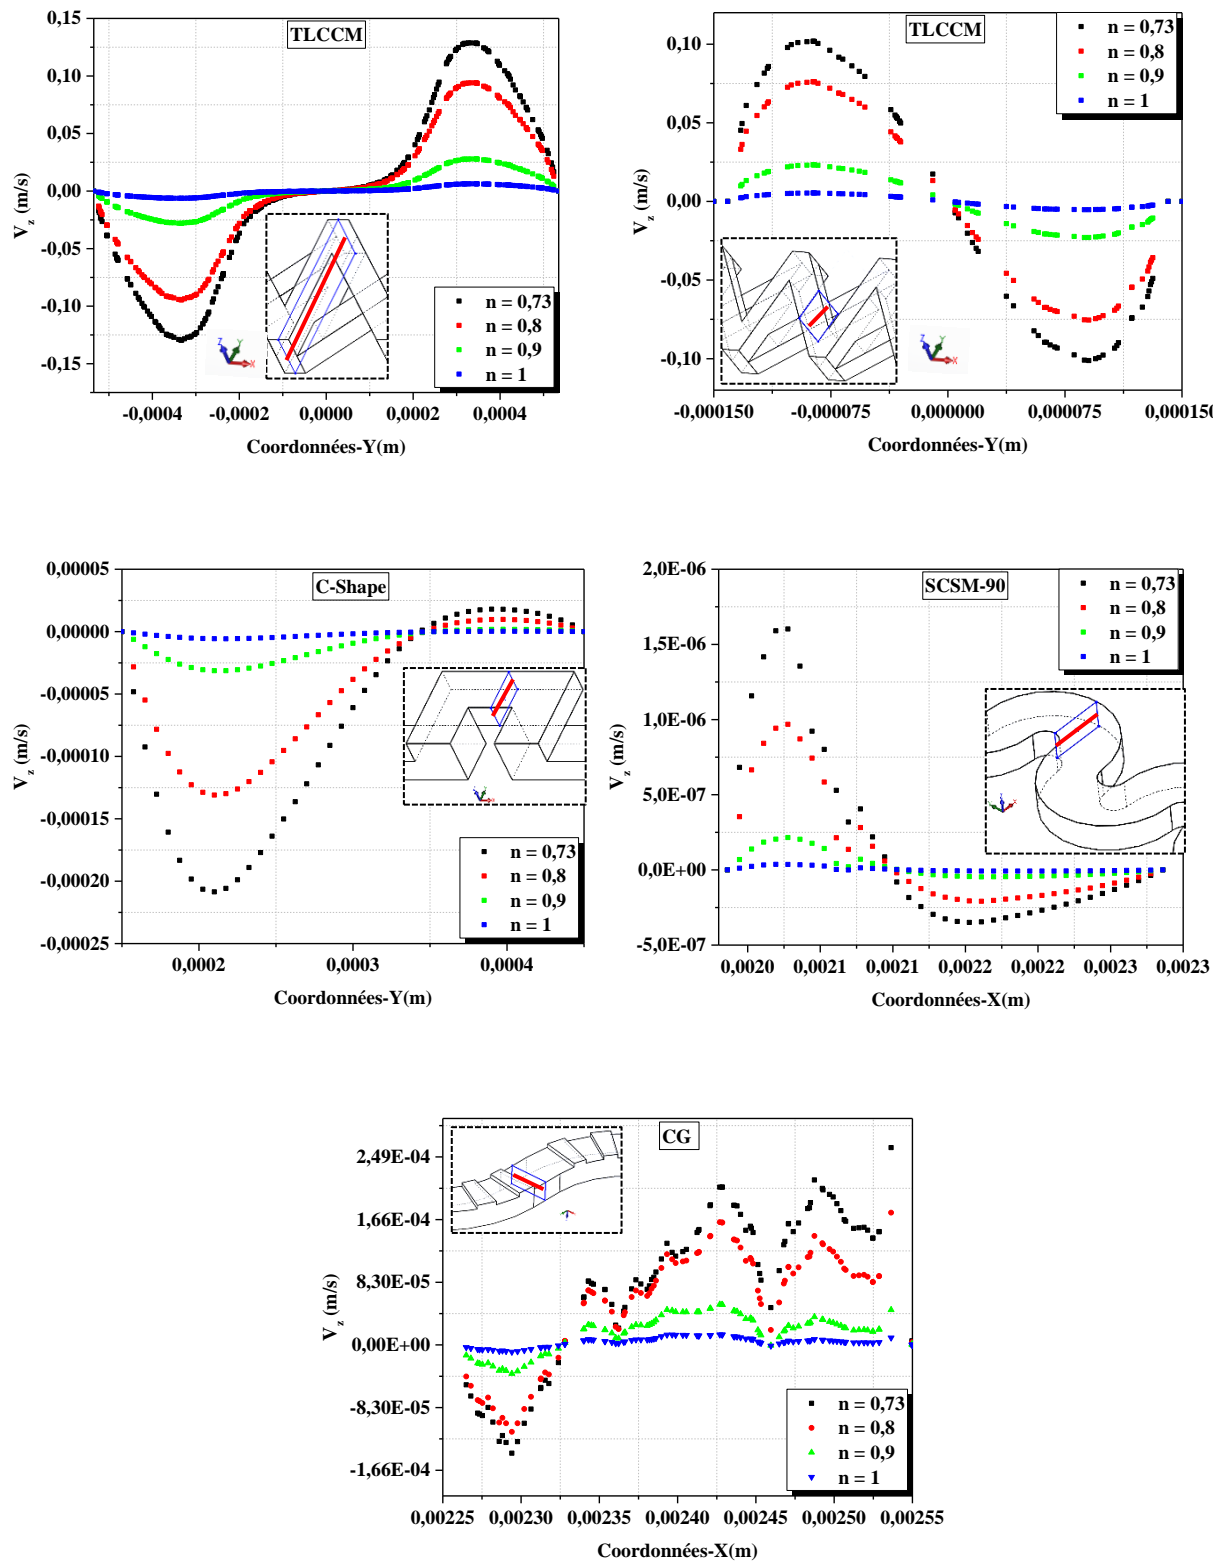 TLCCM
0,15
0,10
0,05
0,00
-0,05
-0,10
-0,15
V_z (m/s)
n = 0,73
n = 0,8
n = 0,9
n = 1
Z
Y
X
-0,0004 -0,0002 0,0000 0,0002 0,0004
Coordonnées-Y(m)
TLCCM
n = 0,73
n = 0,8
n = 0,9
n = 1
0,10
0,05
0,00
-0,05
-0,10
V_z (m/s)
Z
Y
X
-0,000150 -0,000075 0,000000 0,000075 0,000150
Coordonnées-Y(m)
C-Shape
0,00005
0,00000
-0,00005
-0,00010
-0,00015
-0,00020
-0,00025
V_z (m/s)
n = 0,73
n = 0,8
n = 0,9
n = 1
0,0002 0,0003 0,0004
Coordonnées-Y(m)
SCSM-90
n = 0,73
n = 0,8
n = 0,9
n = 1
2,0E-06
1,5E-06
1,0E-06
5,0E-07
0,0E+00
-5,0E-07
V_z (m/s)
0,0020 0,0021 0,0021 0,0022 0,0022 0,0023 0,0023
Coordonnées-X(m)
CG
2,49E-04
1,66E-04
8,30E-05
0,00E+00
-8,30E-05
-1,66E-04
V_z (m/s)
n = 0,73
n = 0,8
n = 0,9
n = 1
0,00225 0,00230 0,00235 0,00240 0,00245 0,00250 0,00255
Coordonnées-X(m)